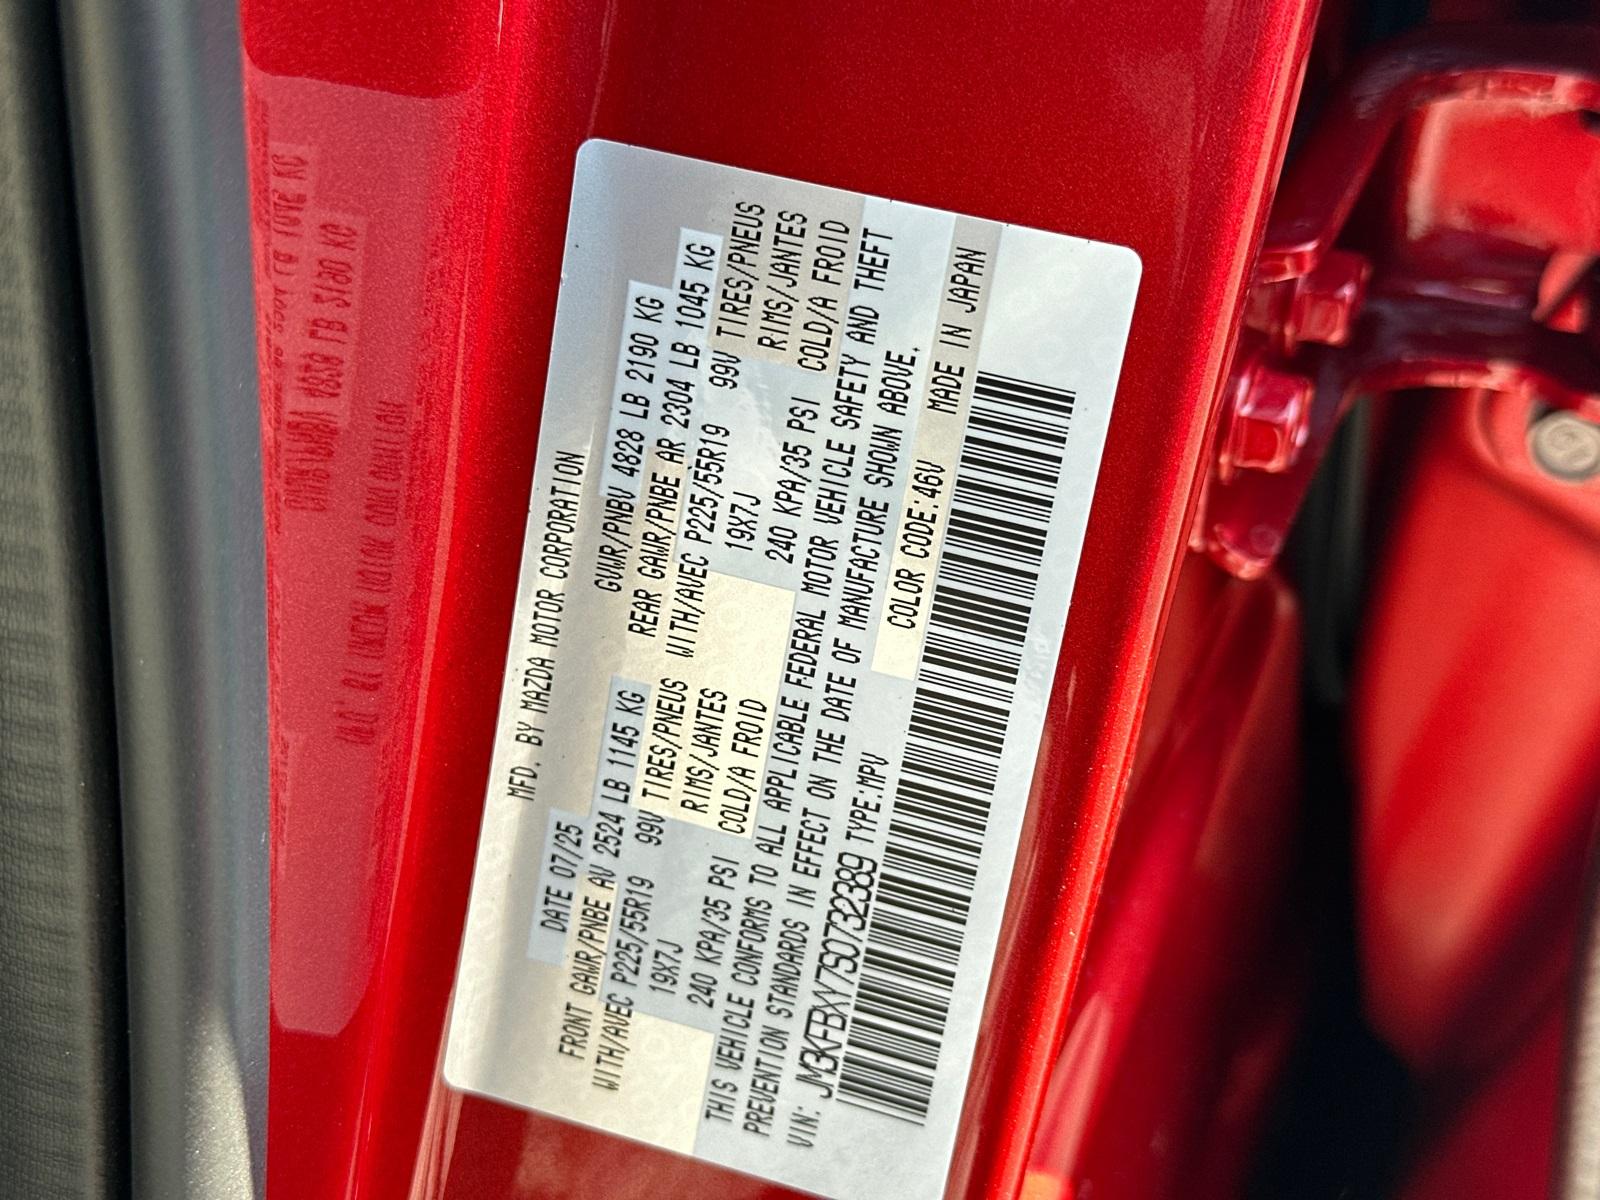 MFD. BY MAZDA MOTOR CORPORATION
DATE 07/25 GVWR/PNBV 4828 LB 2190 KG
FRONT GAWR/PNBE AV 2524 LB 1145 KG REAR GAWR/PNBE AR 2304 LB 1045 KG
WITH/AVEC P225/55R19 99V TIRES/PNEUS WITH/AVEC P225/55R19 99V TIRES/PNEUS
19X7J RIMS/JANTES 19X7J RIMS/JANTES
240 KPA/35 PSI COLD/A FROID 240 KPA/35 PSI COLD/A FROID
THIS VEHICLE CONFORMS TO ALL APPLICABLE FEDERAL MOTOR VEHICLE SAFETY AND THEFT
PREVENTION STANDARDS IN EFFECT ON THE DATE OF MANUFACTURE SHOWN ABOVE.
VIN: JM3KFBXY7S0732389 TYPE:MPV COLOR CODE:46V MADE IN JAPAN